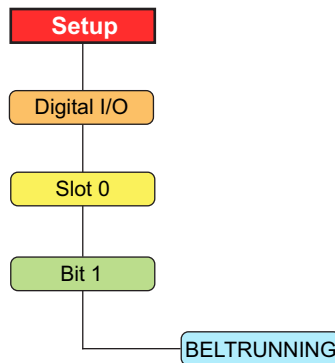 Setup
Digital I/O
Slot 0
Bit 1
BELTRUNNING